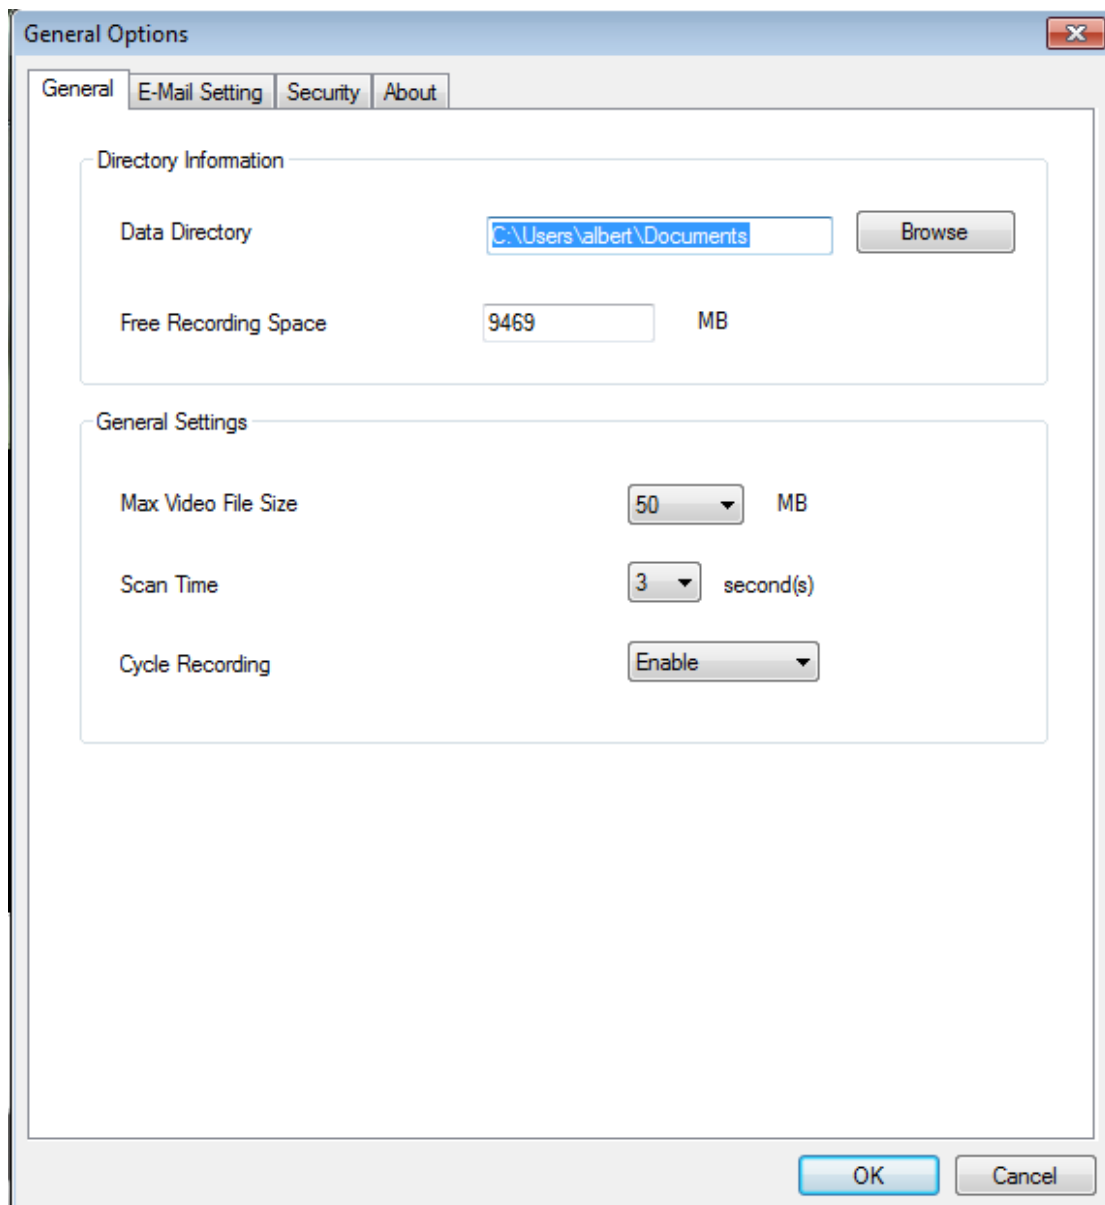 General Options
General E-Mail Setting Security About
Directory Information
Data Directory C:\Users\albert\Documents Browse
Free Recording Space 9469 MB
General Settings
Max Video File Size 50 MB
Scan Time 3 second(s)
Cycle Recording Enable
OK Cancel